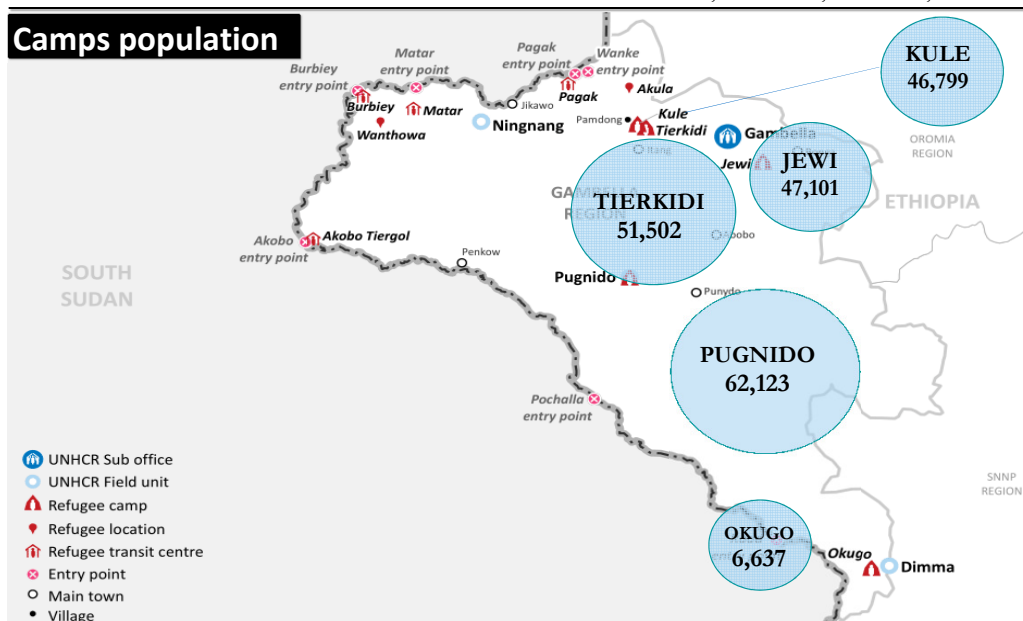 Camps population
Burbiey
entry point
Matar
entry point
Pagak
entry point
Wanke
entry point
KULE
46,799
Burbiey
Matar
Pagak
Akula
Wanthowa
Jikawo
Ningnang
Pamdong
Kule
Tierkidi
Gambella
Itang
Jewi
JEWI
47,101
OROMIA
REGION
ETHIOPIA
GAMBELLA
REGION
TIERKIDI
51,502
Abobo
Akobo
entry point
Akobo Tiergol
Penkow
SOUTH
SUDAN
Pugnido
Punydo
PUGNIDO
62,123
Pochalla
entry point
SNNP
REGION
OKUGO
6,637
Okugo
Dimma
UNHCR Sub office
UNHCR Field unit
Refugee camp
Refugee location
Refugee transit centre
Entry point
Main town
Village